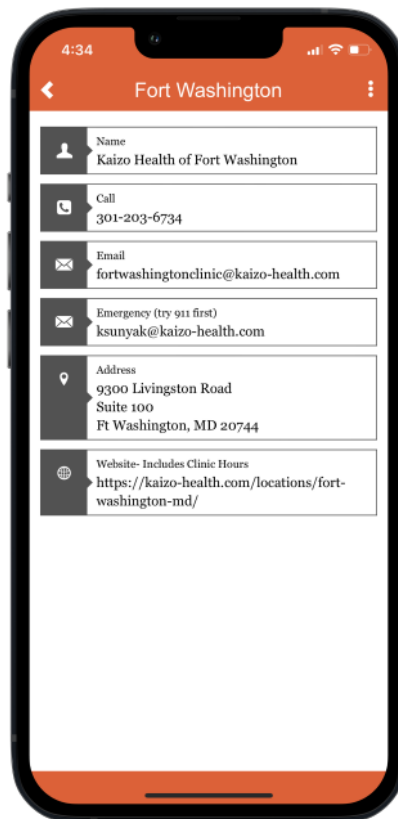 4:34
Fort Washington
Name
Kaizo Health of Fort Washington
Call
301-203-6734
Email
fortwashingtonclinic@kaizo-health.com
Emergency (try 911 first)
ksunyak@kaizo-health.com
Address
9300 Livingston Road
Suite 100
Ft Washington, MD 20744
Website- Includes Clinic Hours
https://kaizo-health.com/locations/fort-
washington-md/